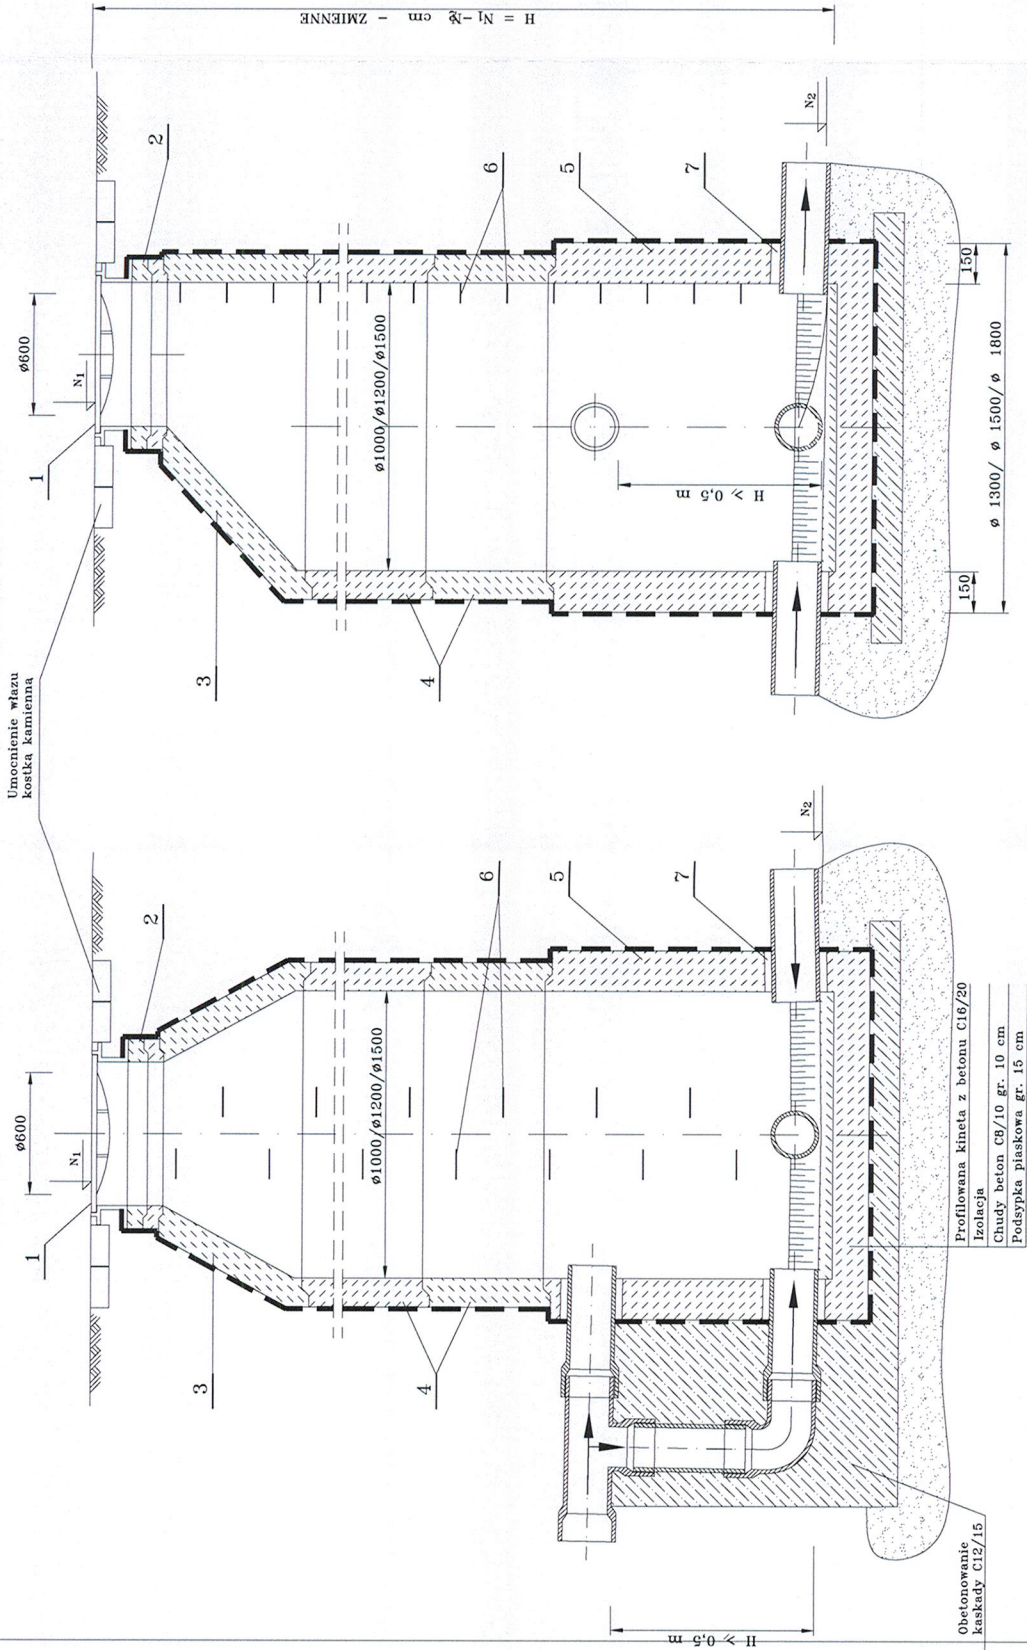 H = N1-N2 cm - ZMIENNE
Umocnienie włazu
kostka kamienna
ø600
N1
1
2
3
4
ø1000/ø1200/ø1500
6
5
7
N2
H ⩾ 0,5 m
Obetonowanie
kaskady C12/15
Profilowana kineta z betonu C16/20
Izolacja
Chudy beton C8/10 gr. 10 cm
Podsypka piaskowa gr. 15 cm
ø600
N1
1
2
3
4
ø1000/ø1200/ø1500
6
5
7
N2
H ⩾ 0,5 m
150
150
ø 1300/ ø 1500/ ø 1800